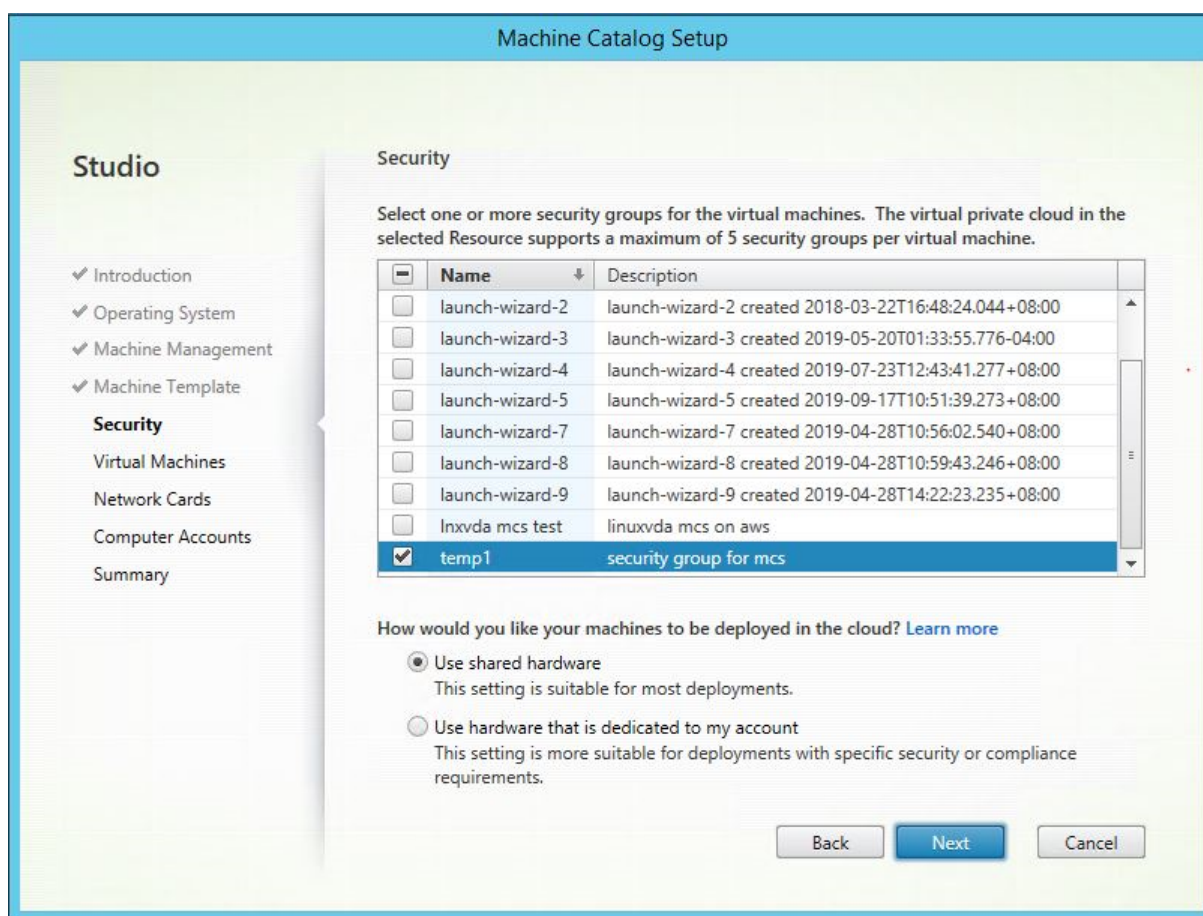 Machine Catalog Setup
Studio
Introduction
Operating System
Machine Management
Machine Template
Security
Virtual Machines
Network Cards
Computer Accounts
Summary
Security
Select one or more security groups for the virtual machines. The virtual private cloud in the
selected Resource supports a maximum of 5 security groups per virtual machine.
Name Description
launch-wizard-2 launch-wizard-2 created 2018-03-22T16:48:24.044+08:00
launch-wizard-3 launch-wizard-3 created 2019-05-20T01:33:55.776-04:00
launch-wizard-4 launch-wizard-4 created 2019-07-23T12:43:41.277+08:00
launch-wizard-5 launch-wizard-5 created 2019-09-17T10:51:39.273+08:00
launch-wizard-7 launch-wizard-7 created 2019-04-28T10:56:02.540+08:00
launch-wizard-8 launch-wizard-8 created 2019-04-28T10:59:43.246+08:00
launch-wizard-9 launch-wizard-9 created 2019-04-28T14:22:23.235+08:00
lnxvda mcs test linuxvda mcs on aws
temp1 security group for mcs
How would you like your machines to be deployed in the cloud? Learn more
Use shared hardware
This setting is suitable for most deployments.
Use hardware that is dedicated to my account
This setting is more suitable for deployments with specific security or compliance
requirements.
Back Next Cancel